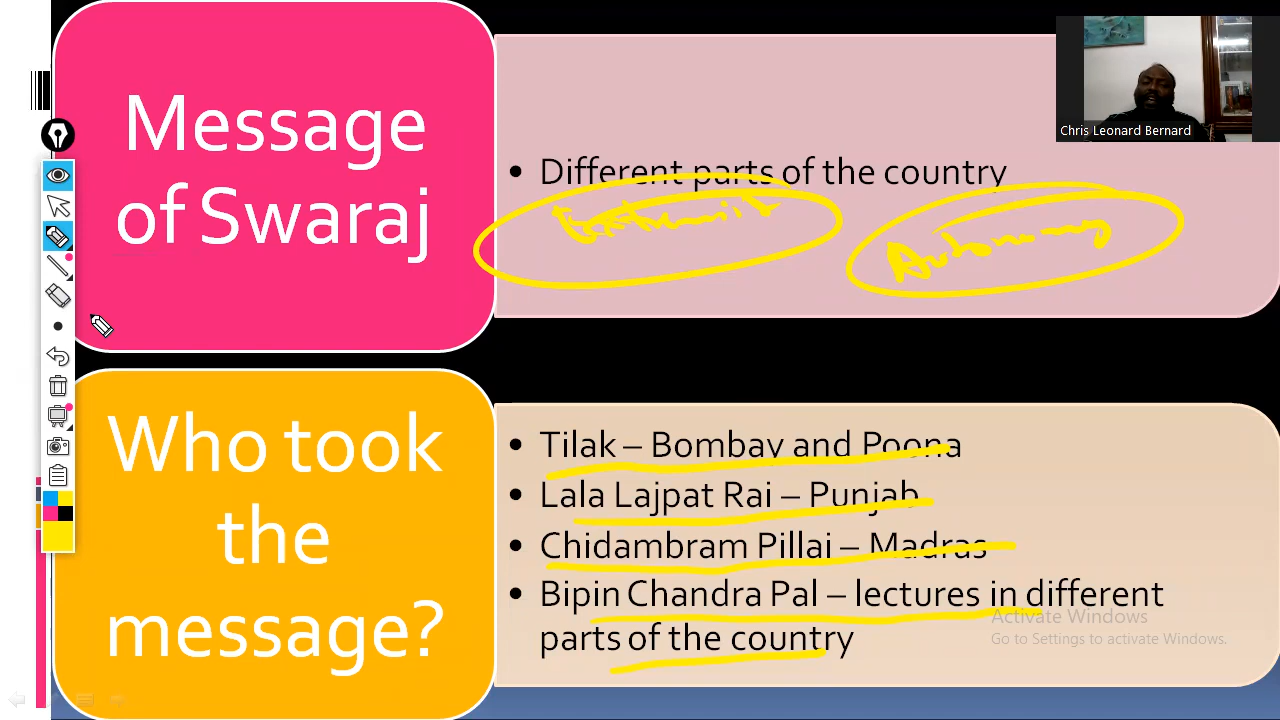 Message
of Swaraj
• Different parts of the country
Autonomy
Chris Leonard Bernard
Who took
the
message?
• Tilak – Bombay and Poona
• Lala Lajpat Rai – Punjab
• Chidambram Pillai – Madras
• Bipin Chandra Pal – lectures in different
parts of the country
Activate Windows
Go to Settings to activate Windows.